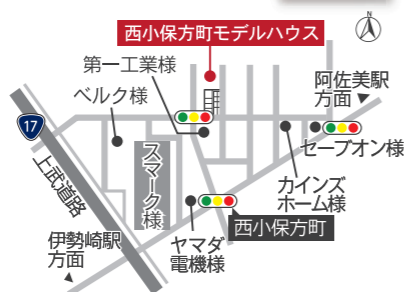 西小保方町モデルハウス
第一工業様
ベルク様
阿佐美駅
方面
17
上武道路
スマーク様
セーブオン様
カインズ
ホーム様
西小保方町
ヤマダ
電機様
伊勢崎駅
方面